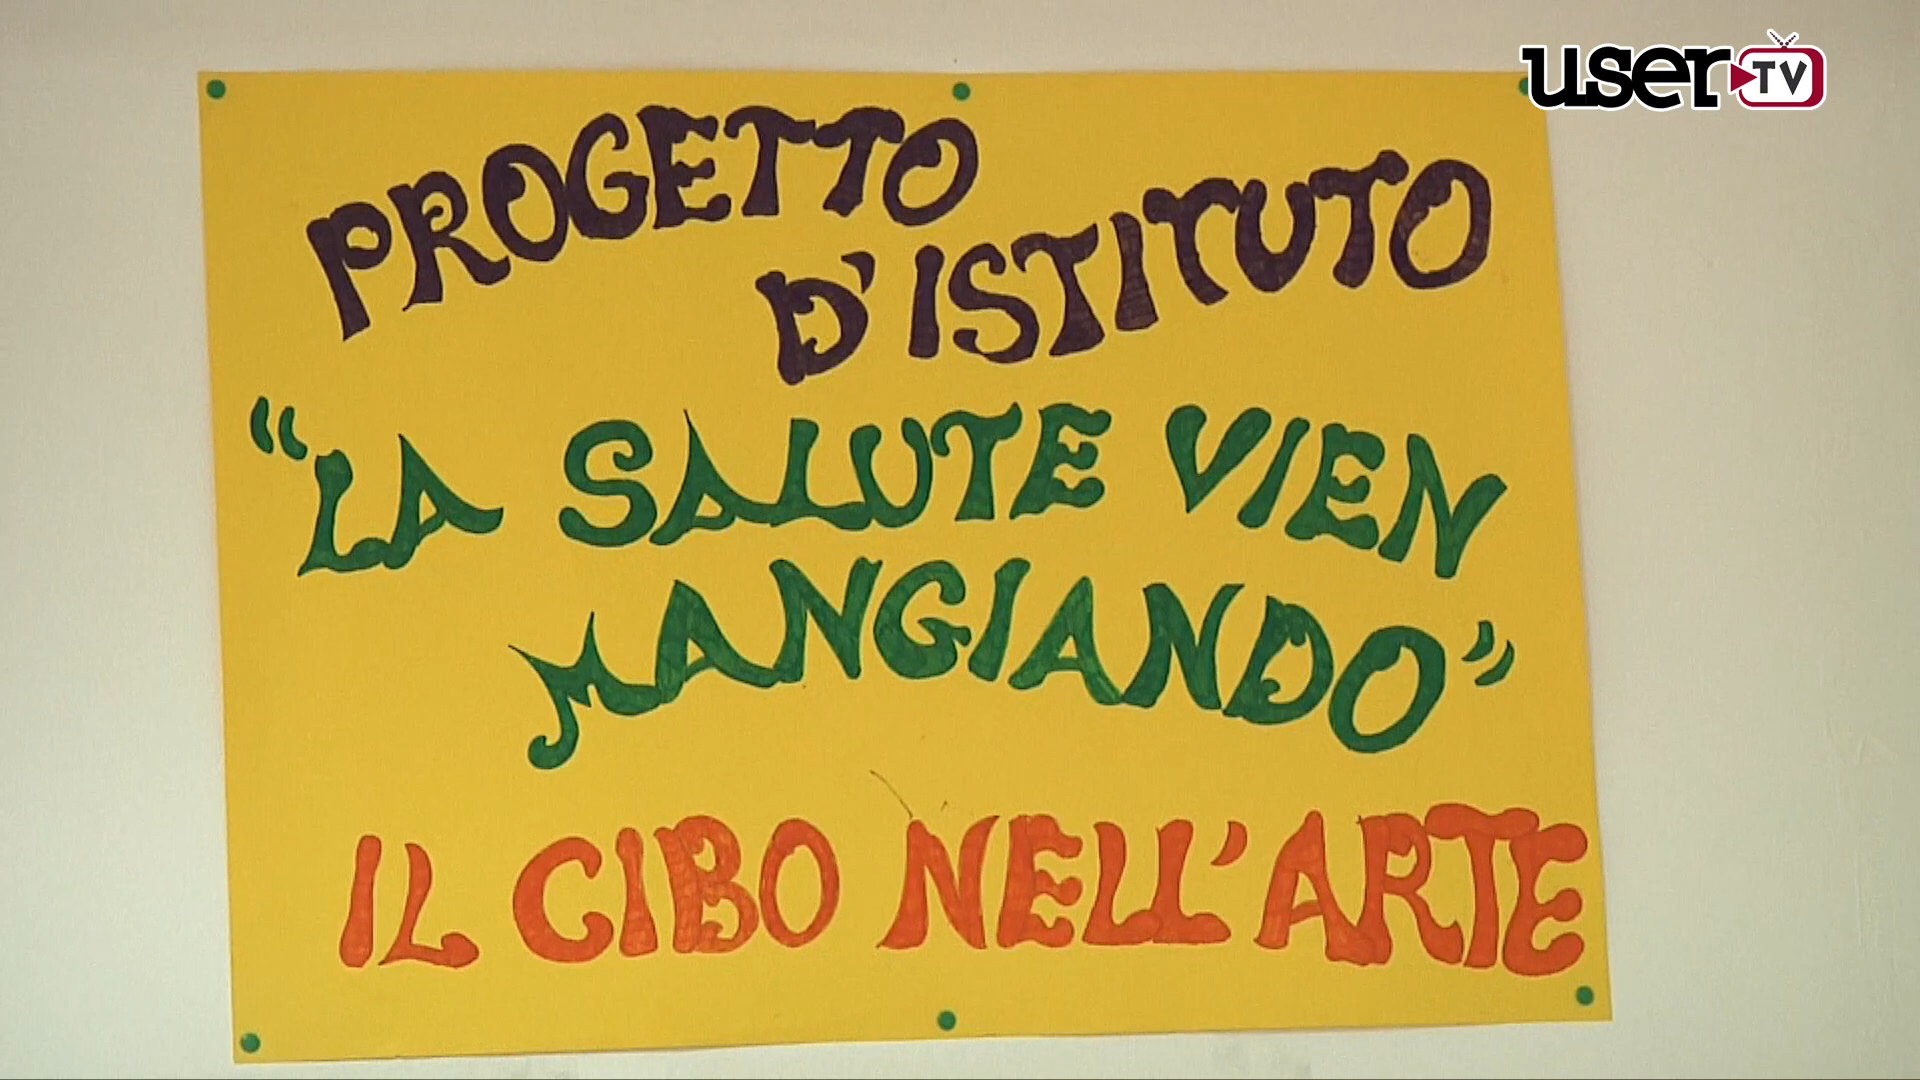 user TV
PROGETTO
D'ISTITUTO
"LA SALUTE VIEN
MANGIANDO"
IL CIBO NELL'ARTE